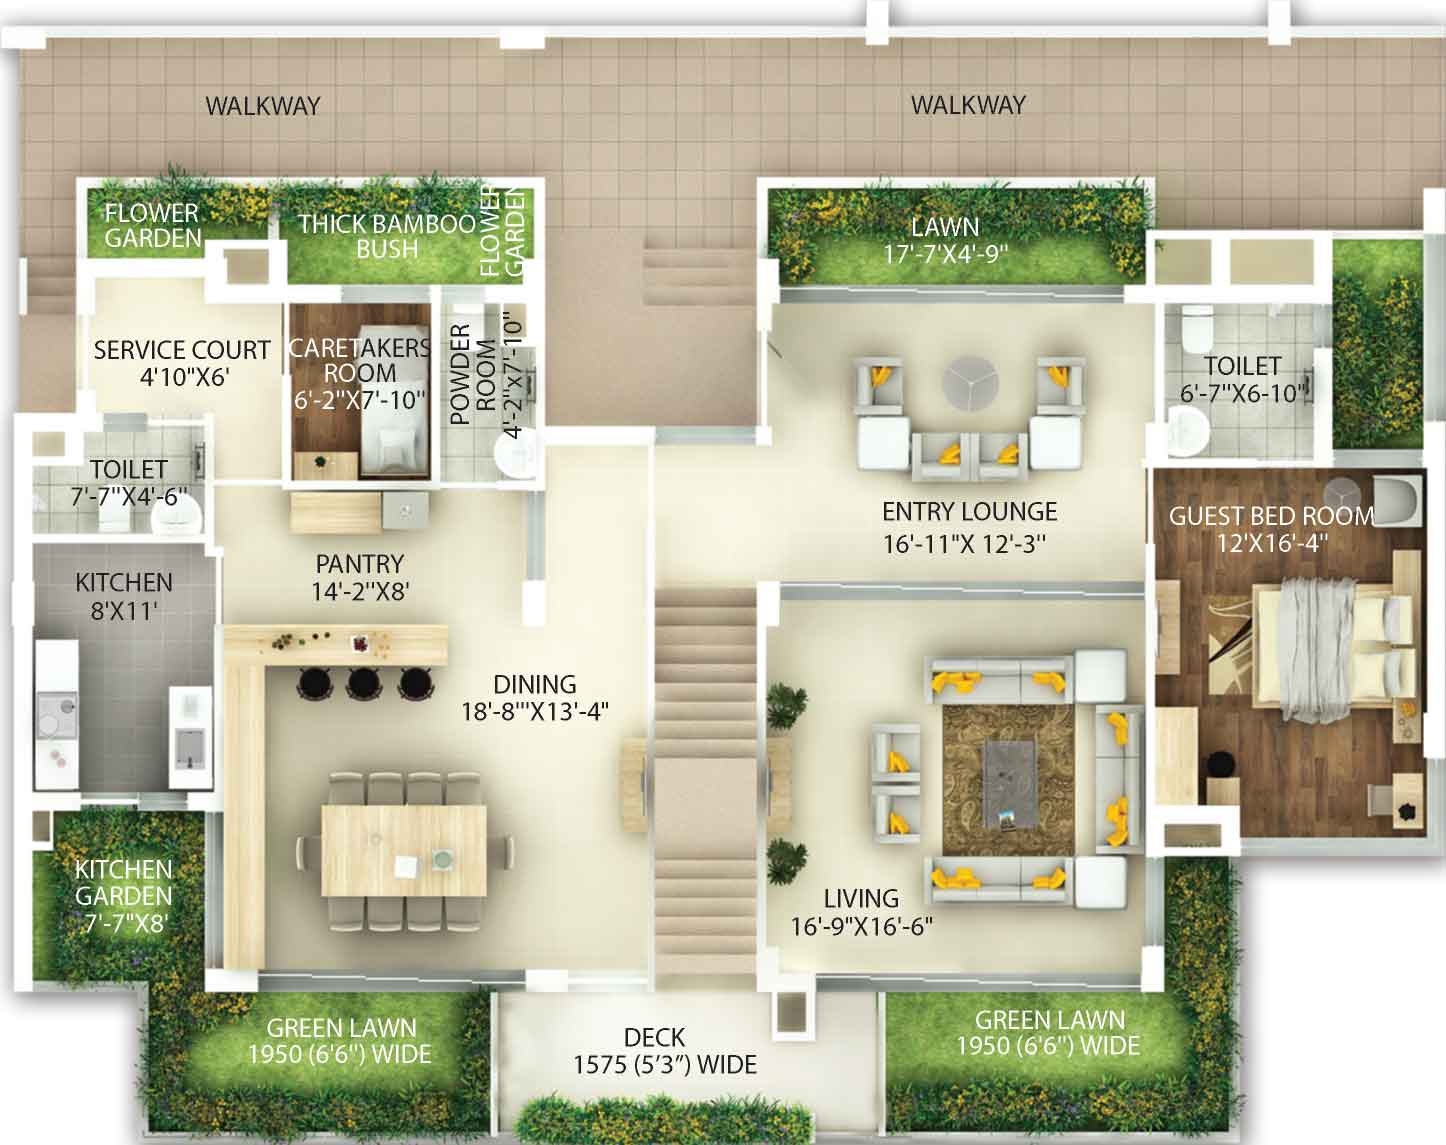 WALKWAY
WALKWAY
FLOWER
GARDEN
THICK BAMBOO
BUSH
FLOWER
GARDEN
LAWN
17'-7'X4'-9"
SERVICE COURT
4'10"X6'
CARETAKERS
ROOM
6'-2"X7'-10"
POWDER
ROOM
4'-2"X7'-10"
TOILET
6'-7"X6-10"
TOILET
7'-7"X4'-6"
ENTRY LOUNGE
16'-11"X 12'-3"
GUEST BED ROOM
12'X16'-4"
PANTRY
14'-2"X8'
KITCHEN
8'X11'
DINING
18'-8'"X13'-4"
KITCHEN
GARDEN
7'-7"X8'
LIVING
16'-9"X16'-6"
GREEN LAWN
1950 (6'6") WIDE
DECK
1575 (5'3") WIDE
GREEN LAWN
1950 (6'6") WIDE